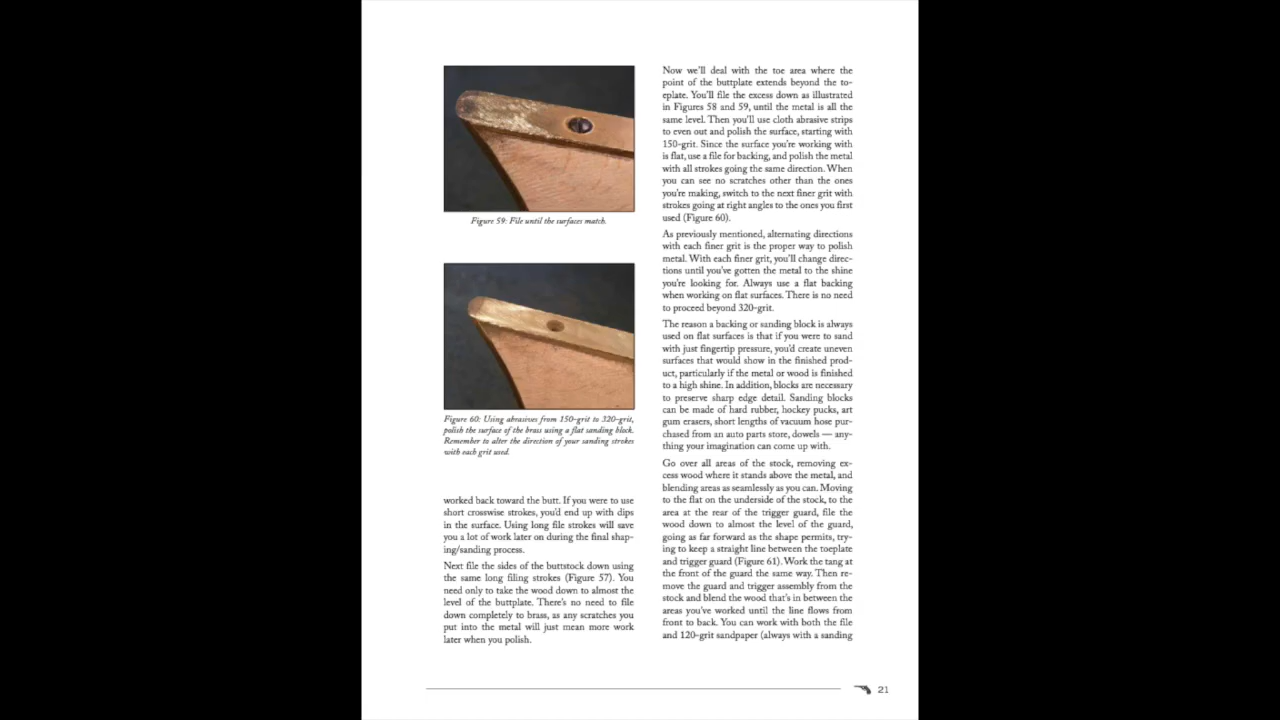 Figure 59: File until the surfaces match.
Figure 60: Using abrasives from 150-grit to 320-grit,
polish the surface of the brass using a flat sanding block.
Remember to alter the direction of your sanding strokes
with each grit used.
worked back toward the butt. If you were to use
short crosswise strokes, you'd end up with dips
in the surface. Using long file strokes will save
you a lot of work later on during the final shap-
ing/sanding process.
Next file the sides of the buttstock down using
the same long filing strokes (Figure 57). You
need only to take the wood down to almost the
level of the buttplate. There's no need to file
down completely to brass, as any scratches you
put into the metal will just mean more work
later when you polish.
Now we'll deal with the toe area where the
point of the buttplate extends beyond the to-
eplate. You'll file the excess down as illustrated
in Figures 58 and 59, until the metal is all the
same level. Then you'll use cloth abrasive strips
to even out and polish the surface, starting with
150-grit. Since the surface you're working with
is flat, use a file for backing, and polish the metal
with all strokes going the same direction. When
you can see no scratches other than the ones
you're making, switch to the next finer grit with
strokes going at right angles to the ones you first
used (Figure 60).
As previously mentioned, alternating directions
with each finer grit is the proper way to polish
metal. With each finer grit, you'll change direc-
tions until you've gotten the metal to the shine
you're looking for. Always use a flat backing
when working on flat surfaces. There is no need
to proceed beyond 320-grit.
The reason a backing or sanding block is always
used on flat surfaces is that if you were to sand
with just fingertip pressure, you'd create uneven
surfaces that would show in the finished prod-
uct, particularly if the metal or wood is finished
to a high shine. In addition, blocks are necessary
to preserve sharp edge detail. Sanding blocks
can be made of hard rubber, hockey pucks, art
gum erasers, short lengths of vacuum hose pur-
chased from an auto parts store, dowels — any-
thing your imagination can come up with.
Go over all areas of the stock, removing ex-
cess wood where it stands above the metal, and
blending areas as seamlessly as you can. Moving
to the flat on the underside of the stock, to the
area at the rear of the trigger guard, file the
wood down to almost the level of the guard,
going as far forward as the shape permits, try-
ing to keep a straight line between the toeplate
and trigger guard (Figure 61). Work the tang at
the front of the guard the same way. Then re-
move the guard and trigger assembly from the
stock and blend the wood that's in between the
areas you've worked until the line flows from
front to back. You can work with both the file
and 120-grit sandpaper (always with a sanding
21